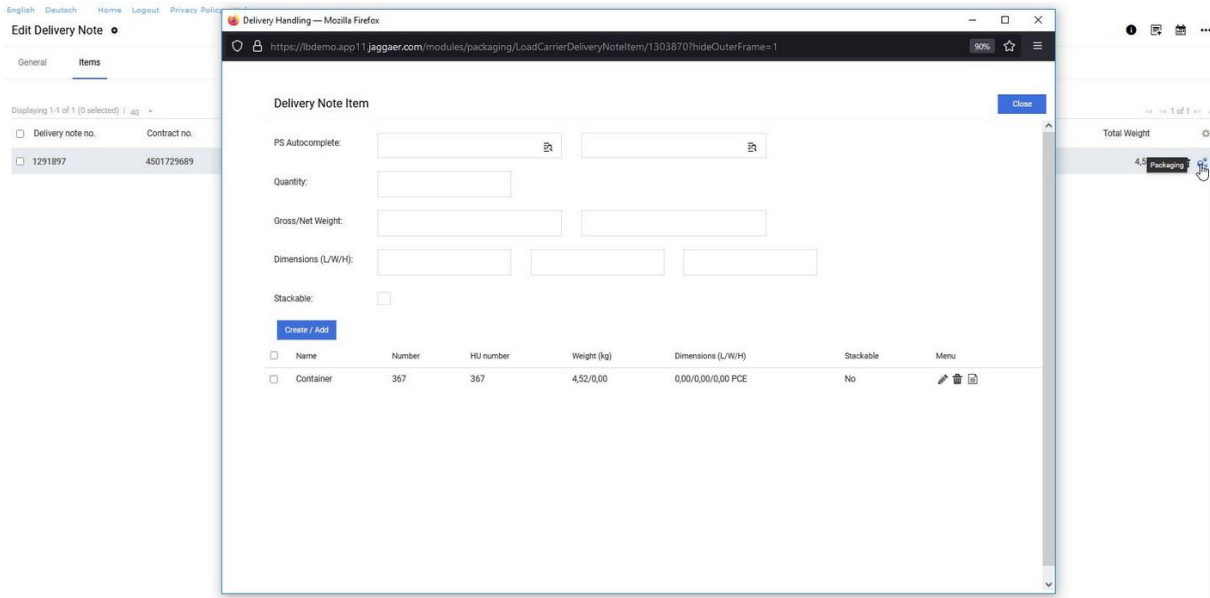 English Deutsch Home Logout Privacy Policy
Edit Delivery Note
General Items
Displaying 1-1 of 1 (0 selected) | 40
Delivery note no. Contract no.
1291897 4501729689
Delivery Handling — Mozilla Firefox
https://lbdemo.app11.jaggaer.com/modules/packaging/LoadCarrierDeliveryNoteItem/1303870?hideOuterFrame=1
90%
Delivery Note Item
Close
PS Autocomplete:
Quantity:
Gross/Net Weight:
Dimensions (L/W/H):
Stackable:
Create / Add
Name Number HU number Weight (kg) Dimensions (L/W/H) Stackable Menu
Container 367 367 4,52/0,00 0,00/0,00/0,00 PCE No
1 of 1
Total Weight
4,5
Packaging